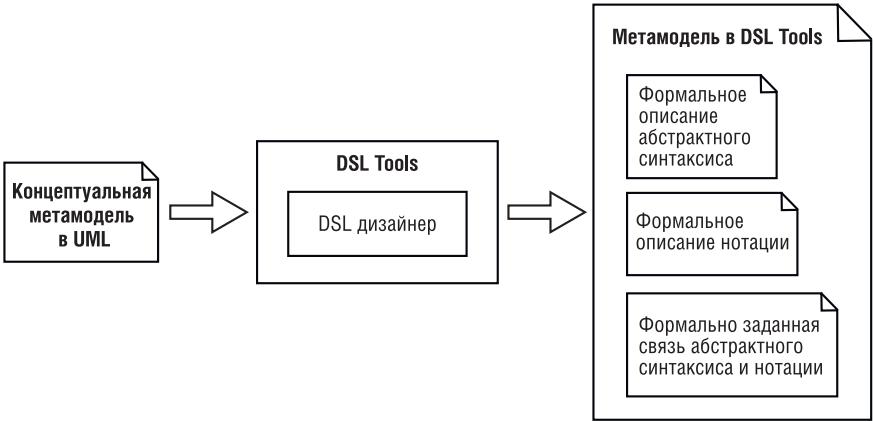 Концептуальная
метамодель
в UML
DSL Tools
DSL дизайнер
Метамодель в DSL Tools
Формальное
описание
абстрактного
синтаксиса
Формальное
описание нотации
Формально заданная
связь абстрактного
синтаксиса и нотации